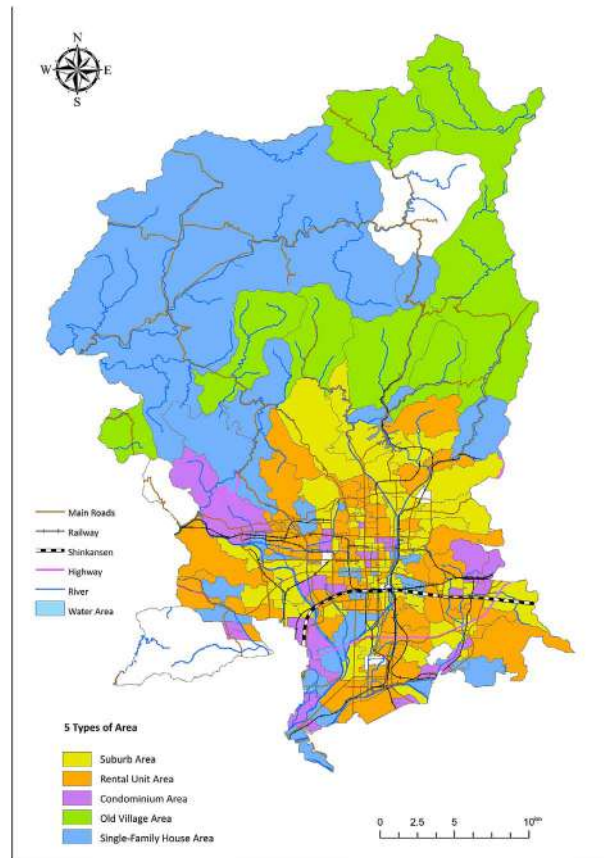 N
W E
S
Main Roads
Railway
Shinkansen
Highway
River
Water Area
5 Types of Area
Suburb Area
Rental Unit Area
Condominium Area
Old Village Area
Single-Family House Area
0 2.5 5 10